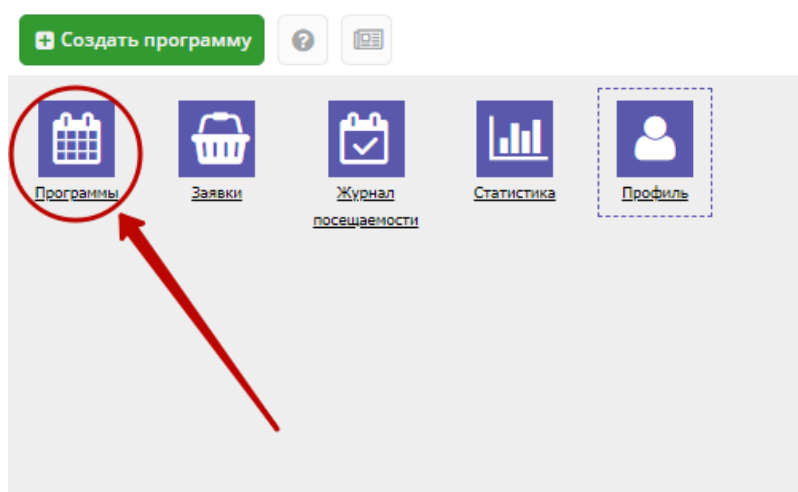 Создать программу
Программы
Заявки
Журнал
посещаемости
Статистика
Профиль